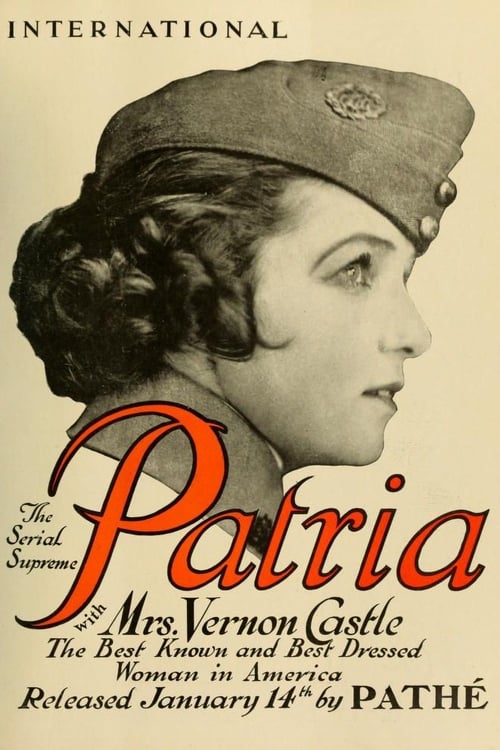 INTERNATIONAL
The
Serial
Supreme
Patria
with Mrs. Vernon Castle
The Best Known and Best Dressed
Woman in America
Released January 14th by PATHÉ